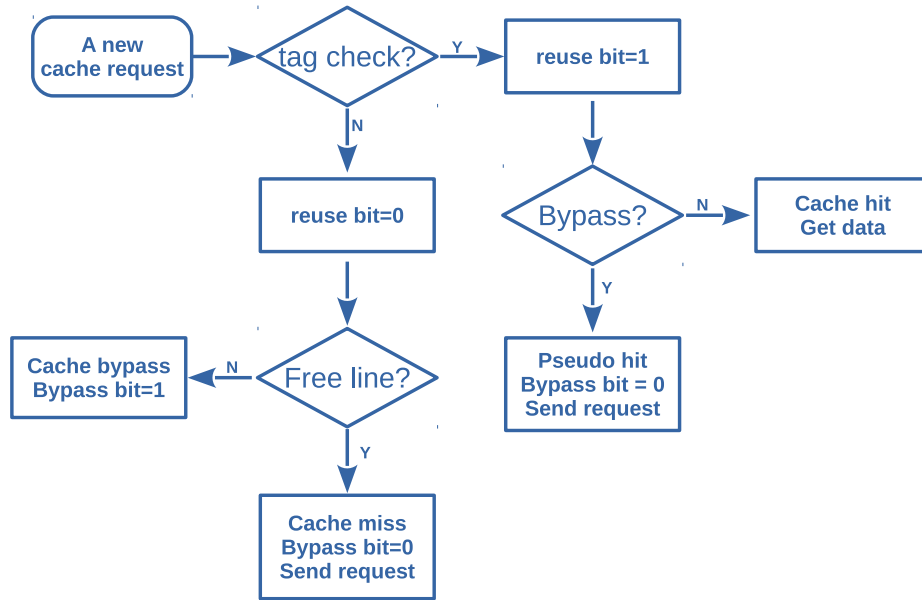 A new
cache request
tag check?
Y
reuse bit=1
N
reuse bit=0
Bypass?
N
Cache hit
Get data
Y
Pseudo hit
Bypass bit = 0
Send request
Free line?
N
Cache bypass
Bypass bit=1
Y
Cache miss
Bypass bit=0
Send request